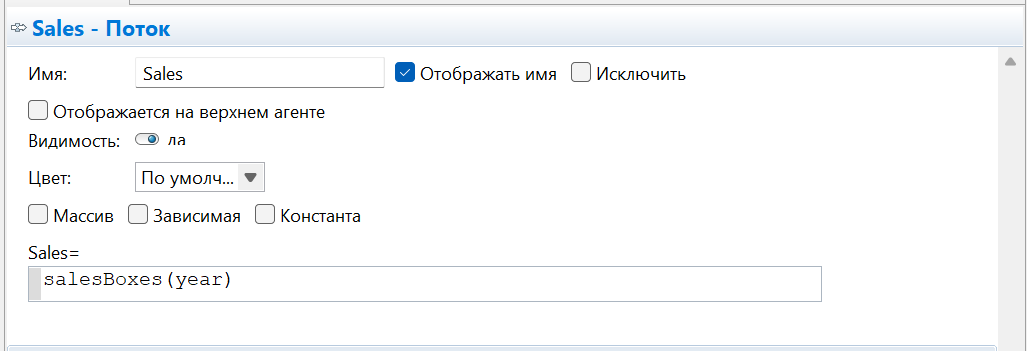 Sales - Поток
Имя: Sales Отображать имя Исключить
Отображается на верхнем агенте
Видимость: да
Цвет: По умолч...
Массив Зависимая Константа
Sales=
salesBoxes(year)